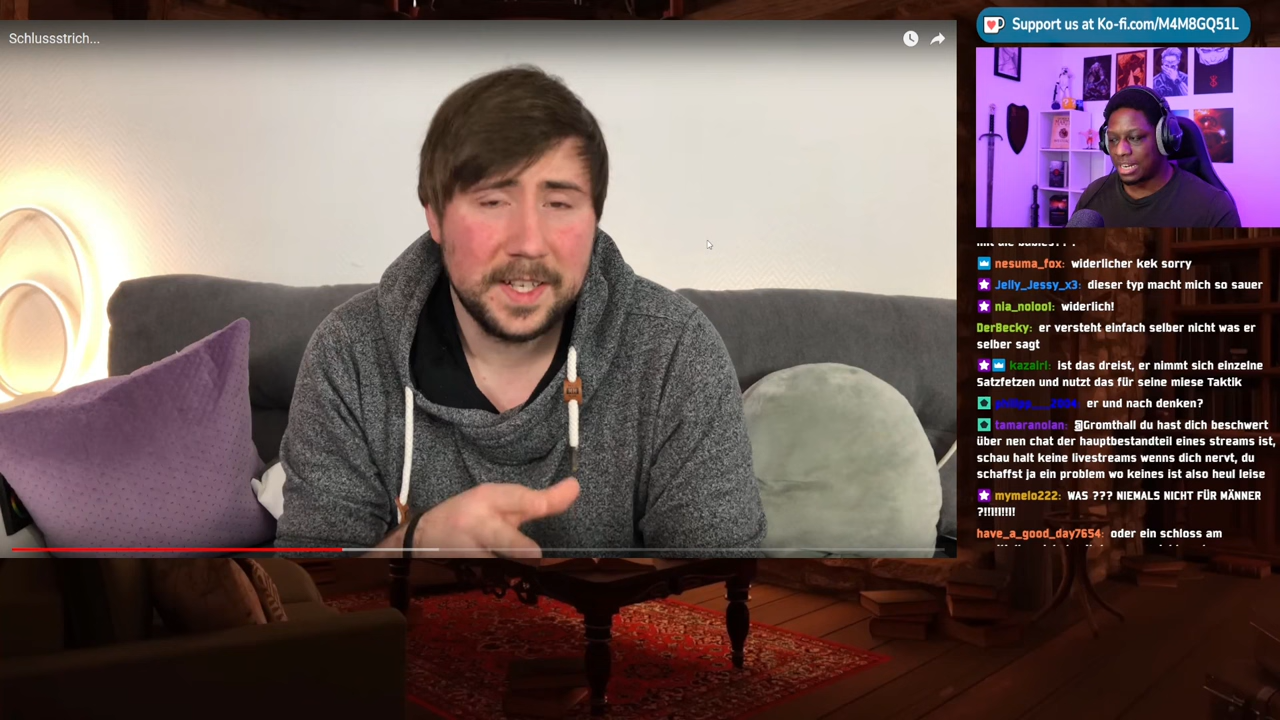 Schlussstrich...
Support us at Ko-fi.com/M4M8GQ51L
nesuma_fox: widerlicher kek sorry
Jelly_Jessy_x3: dieser typ macht mich so sauer
nia_noioo1: widerlich!
DerBecky: er versteht einfach selber nicht was er
selber sagt
kazairi: ist das dreist, er nimmt sich einzelne
Satzfetzen und nutzt das für seine miese Taktik
er und nach denken?
tamaranolan: @Gromthall du hast dich beschwert
über nen chat der hauptbestandteil eines streams ist,
schau halt keine livestreams wenns dich nervt, du
schaffst ja ein problem wo keines ist also heul leise
mymelo222: WAS ??? NIEMALS NICHT FÜR MÄNNER
?!!!!!!!!
have_a_good_day7654: oder ein schloss am